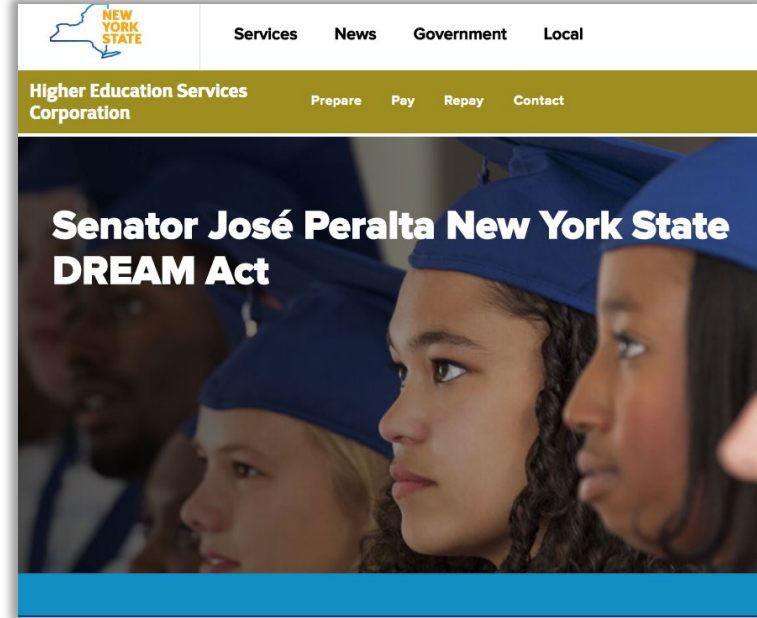 NEW
YORK
STATE
Services News Government Local
Higher Education Services
Corporation
Prepare Pay Repay Contact
Senator José Peralta New York State
DREAM Act